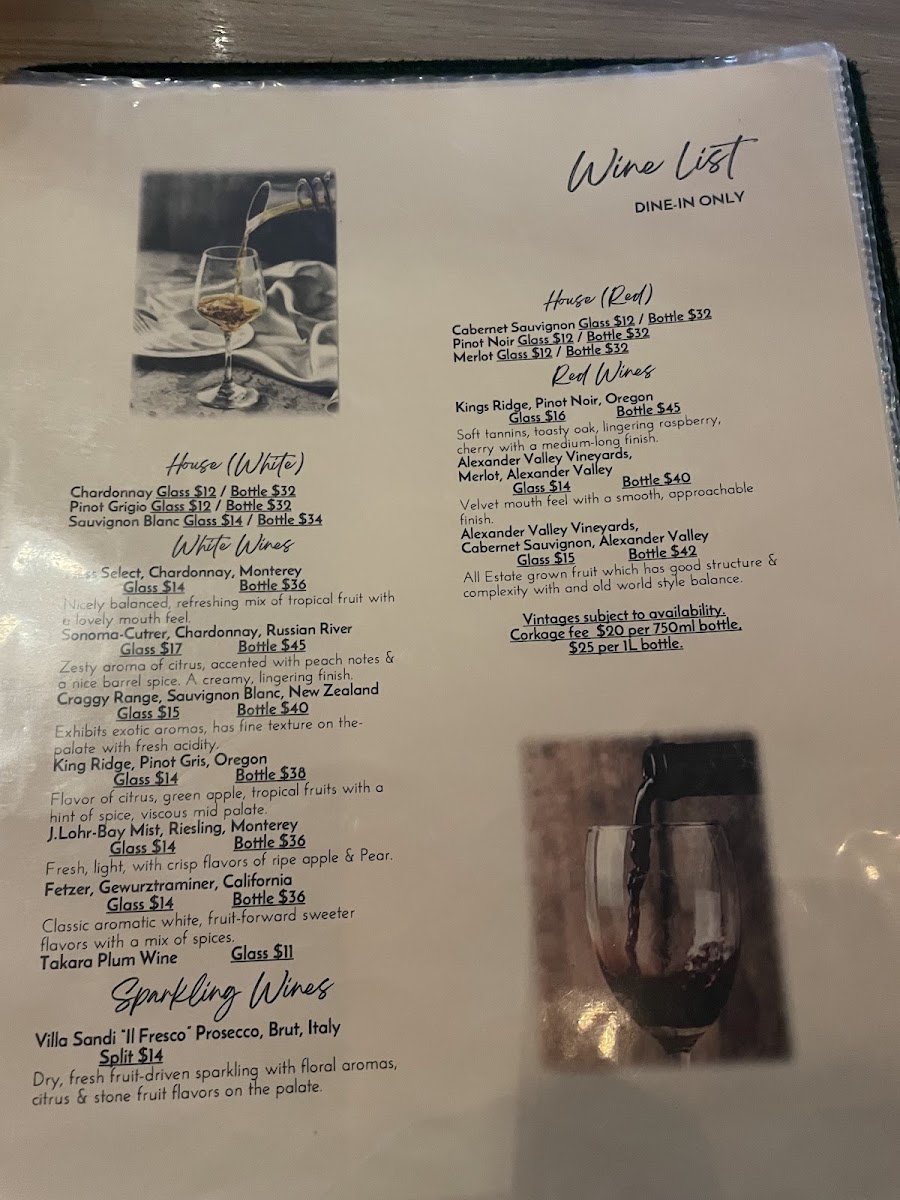 Wine List
DINE-IN ONLY
House (White)
Chardonnay Glass $12 / Bottle $32
Pinot Grigio Glass $12 / Bottle $32
Sauvignon Blanc Glass $14 / Bottle $34
White Wines
Select, Chardonnay, Monterey
Glass $14 Bottle $36
Nicely balanced, refreshing mix of tropical fruit with
a lovely mouth feel.
Sonoma-Cutrer, Chardonnay, Russian River
Glass $17 Bottle $45
Zesty aroma of citrus, accented with peach notes &
a nice barrel spice. A creamy, lingering finish.
Craggy Range, Sauvignon Blanc, New Zealand
Glass $15 Bottle $40
Exhibits exotic aromas, has fine texture on the-
palate with fresh acidity.
King Ridge, Pinot Gris, Oregon
Glass $14 Bottle $38
Flavor of citrus, green apple, tropical fruits with a
hint of spice, viscous mid palate.
J.Lohr-Bay Mist, Riesling, Monterey
Glass $14 Bottle $36
Fresh, light, with crisp flavors of ripe apple & Pear.
Fetzer, Gewurztraminer, California
Glass $14 Bottle $36
Classic aromatic white, fruit-forward sweeter
flavors with a mix of spices.
Takara Plum Wine Glass $11
Sparkling Wines
Villa Sandi "Il Fresco" Prosecco, Brut, Italy
Split $14
Dry, fresh fruit-driven sparkling with floral aromas,
citrus & stone fruit flavors on the palate.
House (Red)
Cabernet Sauvignon Glass $12 / Bottle $32
Pinot Noir Glass $12 / Bottle $32
Merlot Glass $12 / Bottle $32
Red Wines
Kings Ridge, Pinot Noir, Oregon
Glass $16 Bottle $45
Soft tannins, toasty oak, lingering raspberry,
cherry with a medium-long finish.
Alexander Valley Vineyards,
Merlot, Alexander Valley
Glass $14 Bottle $40
Velvet mouth feel with a smooth, approachable
finish.
Alexander Valley Vineyards,
Cabernet Sauvignon, Alexander Valley
Glass $15 Bottle $42
All Estate grown fruit which has good structure &
complexity with and old world style balance.
Vintages subject to availability.
Corkage fee $20 per 750ml bottle,
$25 per 1L bottle.